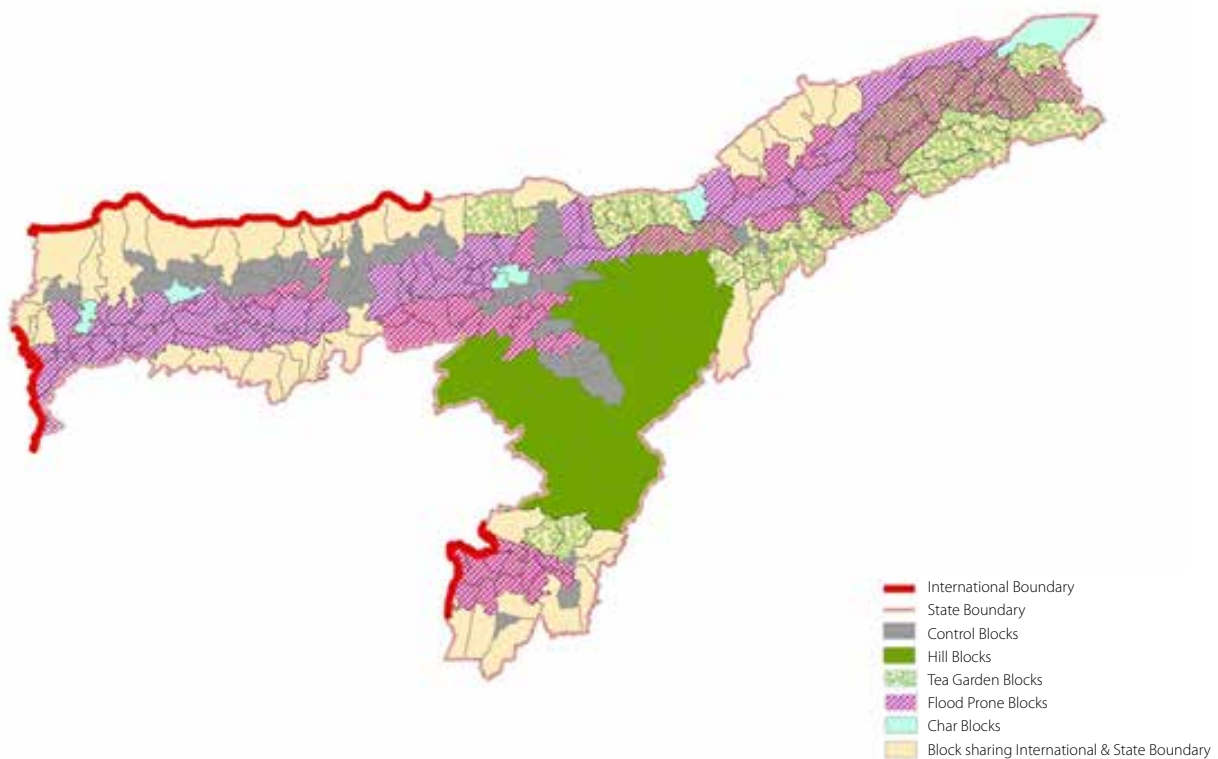 International Boundary
State Boundary
Control Blocks
Hill Blocks
Tea Garden Blocks
Flood Prone Blocks
Char Blocks
Block sharing International & State Boundary